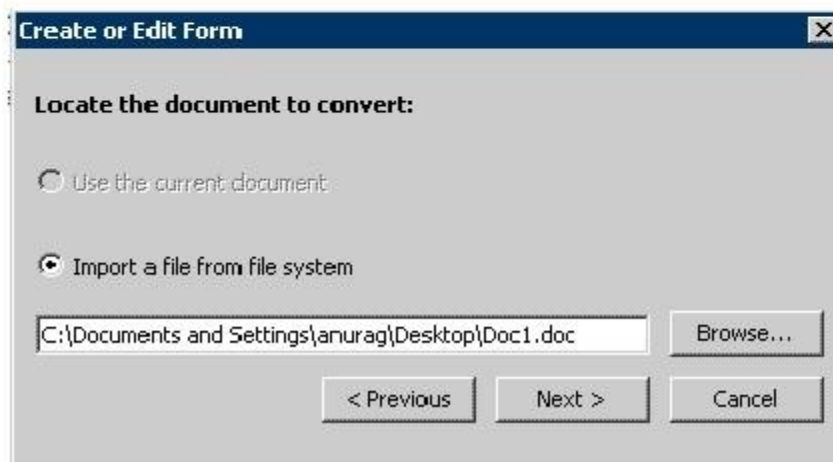 Create or Edit Form
Locate the document to convert:
Use the current document
Import a file from file system
C:\Documents and Settings\anurag\Desktop\Doc1.doc
Browse...
< Previous
Next >
Cancel